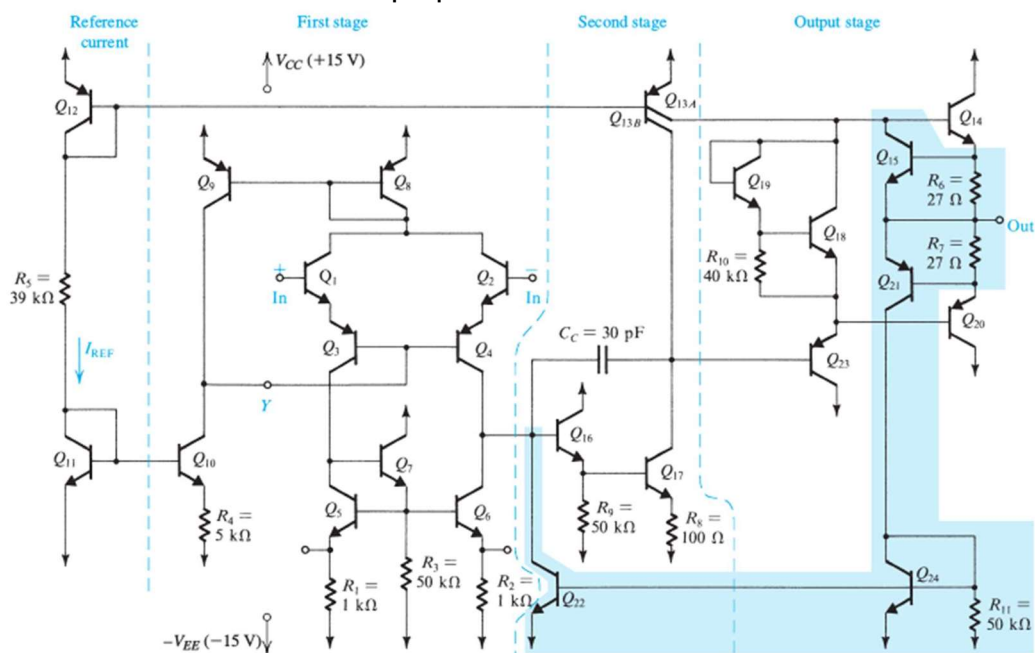 Reference
current
First stage
Second stage
Output stage
V_CC (+15 V)
Q12
Q13A
Q13B
Q14
Q15
Q9
Q8
Q19
R6 =
27 Ω
Out
Q18
R7 =
27 Ω
R10 =
40 kΩ
Q21
R5 =
39 kΩ
+
In
Q1
Q2
−
In
I_REF
Q3
Q4
C_C = 30 pF
Q20
Q23
Y
Q11
Q10
Q7
Q16
Q17
R4 =
5 kΩ
Q5
Q6
R9 =
50 kΩ
R8 =
100 Ω
R3 =
50 kΩ
R1 =
1 kΩ
R2 =
1 kΩ
Q22
Q24
R11 =
50 kΩ
−V_EE (−15 V)